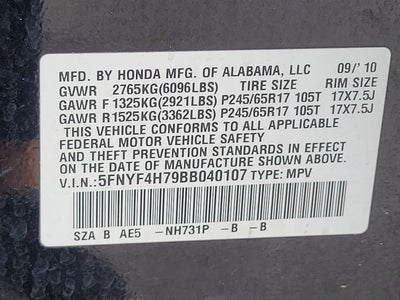 MFD. BY HONDA MFG. OF ALABAMA, LLC 09/'10
GVWR 2765KG(6096LBS) TIRE SIZE RIM SIZE
GAWR F 1325KG(2921LBS) P245/65R17 105T 17X7.5J
GAWR R1525KG(3362LBS) P245/65R17 105T 17X7.5J
THIS VEHICLE CONFORMS TO ALL APPLICABLE
FEDERAL MOTOR VEHICLE SAFETY
AND THEFT PREVENTION STANDARDS IN EFFECT
ON THE DATE OF MANUFACTURE SHOWN ABOVE.
V.I.N.:5FNYF4H79BB040107 TYPE: MPV
SZA B AE5 -NH731P -B -B